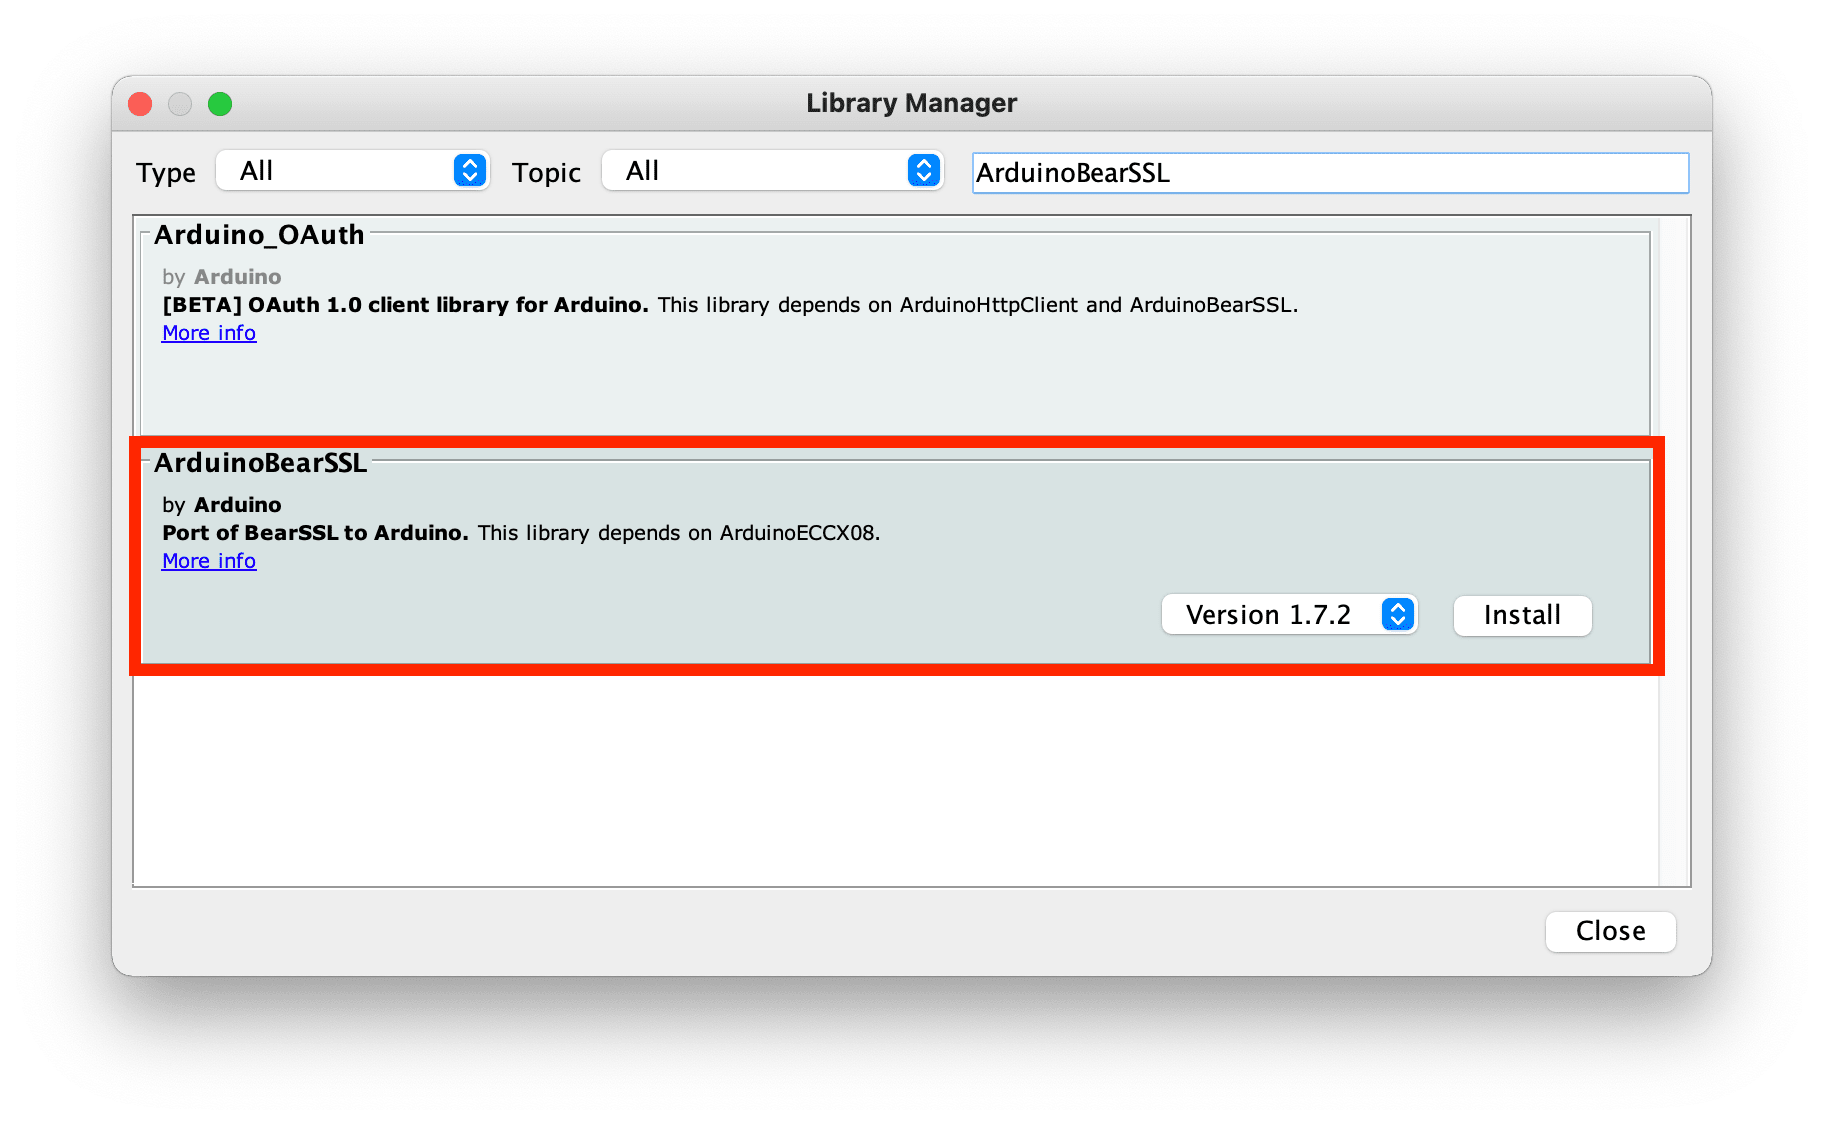 Library Manager
Type All Topic All ArduinoBearSSL
Arduino_OAuth
by Arduino
[BETA] OAuth 1.0 client library for Arduino. This library depends on ArduinoHttpClient and ArduinoBearSSL.
More info
ArduinoBearSSL
by Arduino
Port of BearSSL to Arduino. This library depends on ArduinoECCX08.
More info
Version 1.7.2 Install
Close